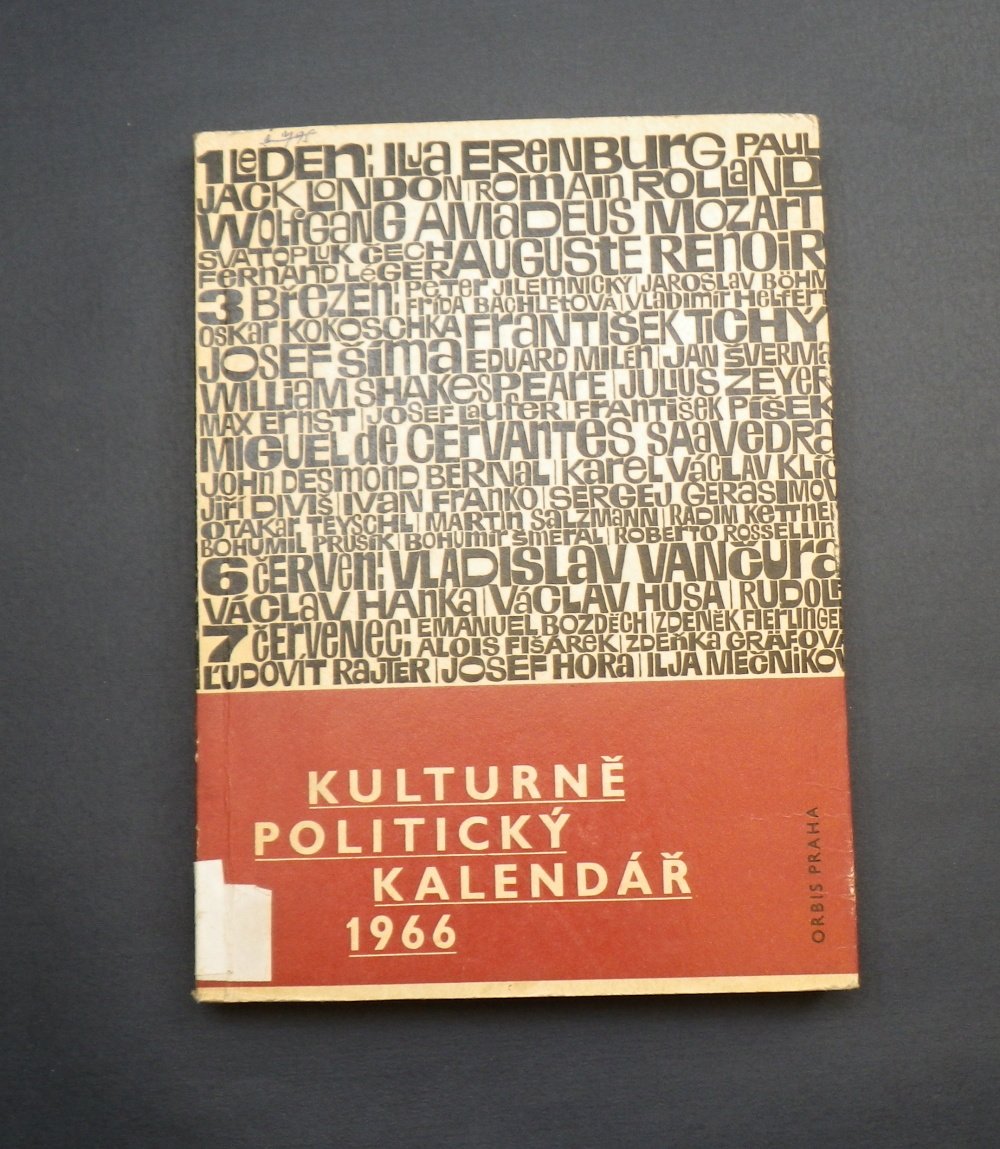 1 LeDEN; ILJA ERENBURG PAUL
JACK LONDON | ROMAIN ROLLAND
WOLFGANG AMADEUS MOZART
SVATOPLUK ČECH AUGUSTE RENOIR
FERNAND LÉGER
3 BŘEZEN; PETER JILEMNICKÝ | JAROSLAV BÖHM
FRÍDA BACHLETOVÁ | VLADIMÍR HELFERT
OSKAR KOKOSCHKA FRANTIŠEK TICHÝ
JOSEF ŠÍMA EDUARD MILÉN | JAN ŠVERMA
WILLIAM SHAKESPEARE | JULIUS ZEYER
MAX ERNST | JOSEF LAUFER | FRANTIŠEK PÍŠEK
MIGUEL de CERVANTES SAAVEDRA
JOHN DESMOND BERNAL | KAREL VÁCLAV KLÍČ
JIŘÍ DIVIŠ | IVAN FRANKO | SERGEJ GERASIMOV
OTAKAR TEYSCHL | MARTIN SALZMANN | RADIM KETTNER
BOHUMIL PRUSÍK | BOHUMÍR ŠMERAL | ROBERTO ROSSELLIN
6 ČERVEN; VLADISLAV VANČURA
VÁCLAV HANKA | VÁCLAV HUSA | RUDOLF
7 ČERVENEC; EMANUEL BOZDĚCH | ZDENĚK FIERLINGER
ALOIS FIŠÁREK | ZDEŇKA GRÄFOVÁ
ĽUDOVÍT RAJTER | JOSEF HORA | ILJA MEČNIKOV
KULTURNĚ
POLITICKÝ
KALENDÁŘ
1966
ORBIS PRAHA